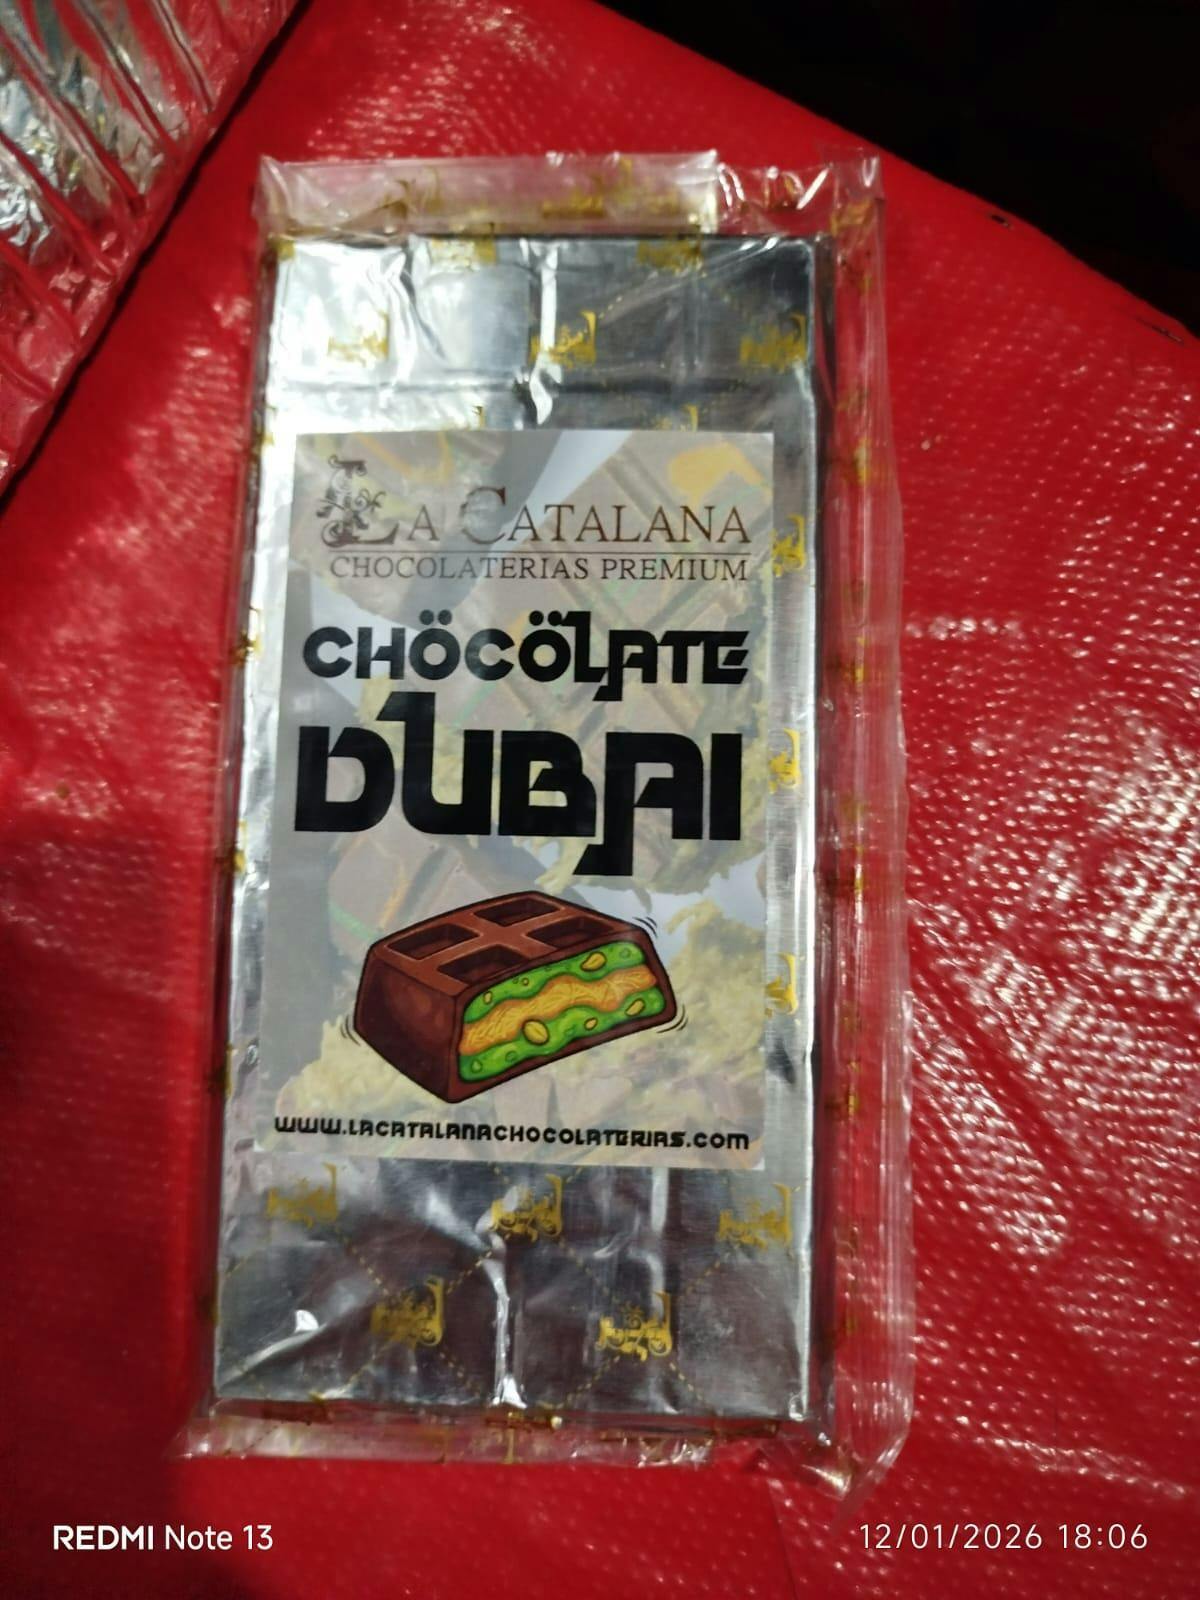 La Catalana
CHOCOLATERIAS PREMIUM
CHÖCÖLATE
DUBAI
WWW.LACATALANACHOCOLATERIAS.COM
REDMI Note 13
12/01/2026 18:06